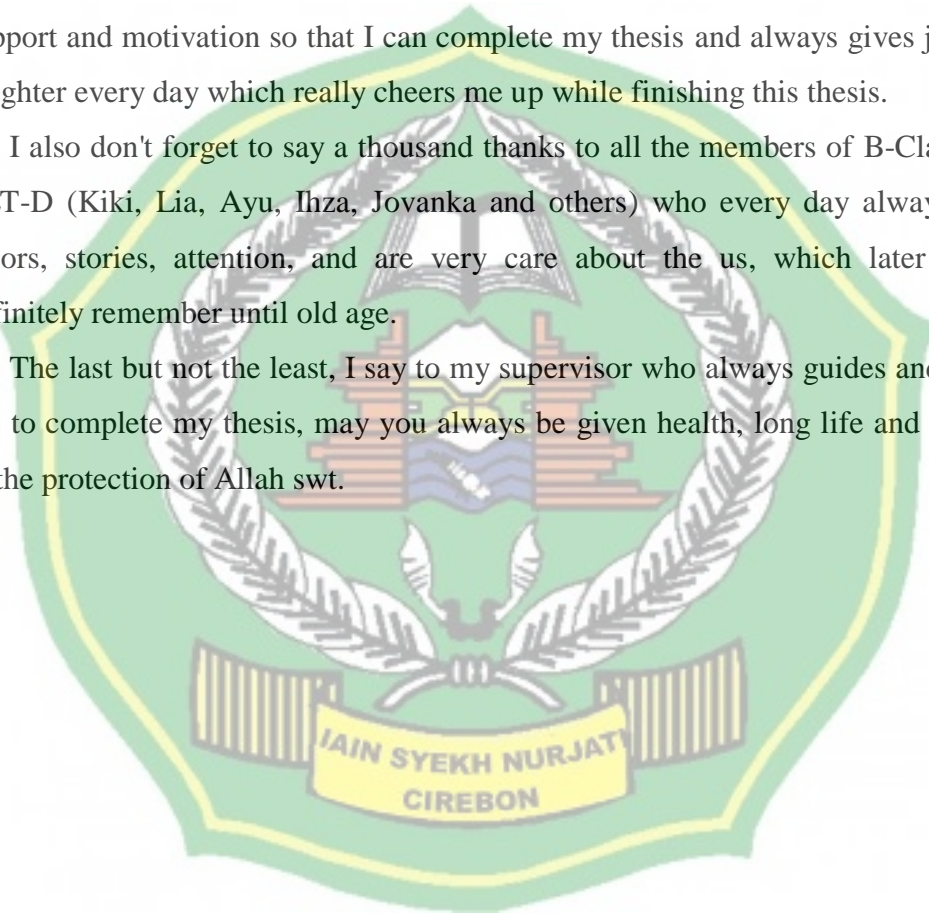 pport and motivation so that I can complete my thesis and always gives j
ghter every day which really cheers me up while finishing this thesis.
I also don't forget to say a thousand thanks to all the members of B-Cla
T-D (Kiki, Lia, Ayu, Ihza, Jovanka and others) who every day alway
ors, stories, attention, and are very care about the us, which later
finitely remember until old age.
The last but not the least, I say to my supervisor who always guides and
to complete my thesis, may you always be given health, long life and
the protection of Allah swt.
IAIN SYEKH NURJATI
CIREBON